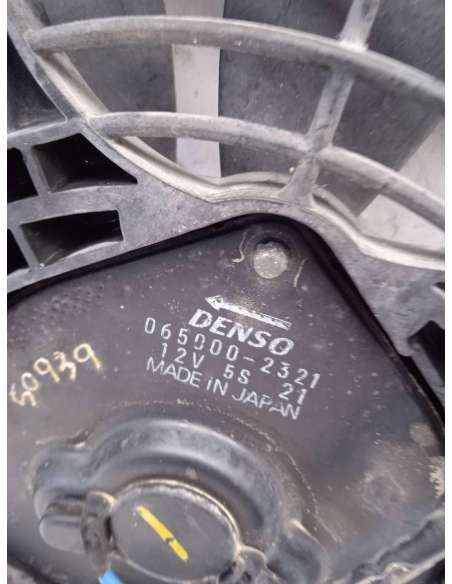 DENSO
065000-2321
12V 5S 21
MADE IN JAPAN
60939